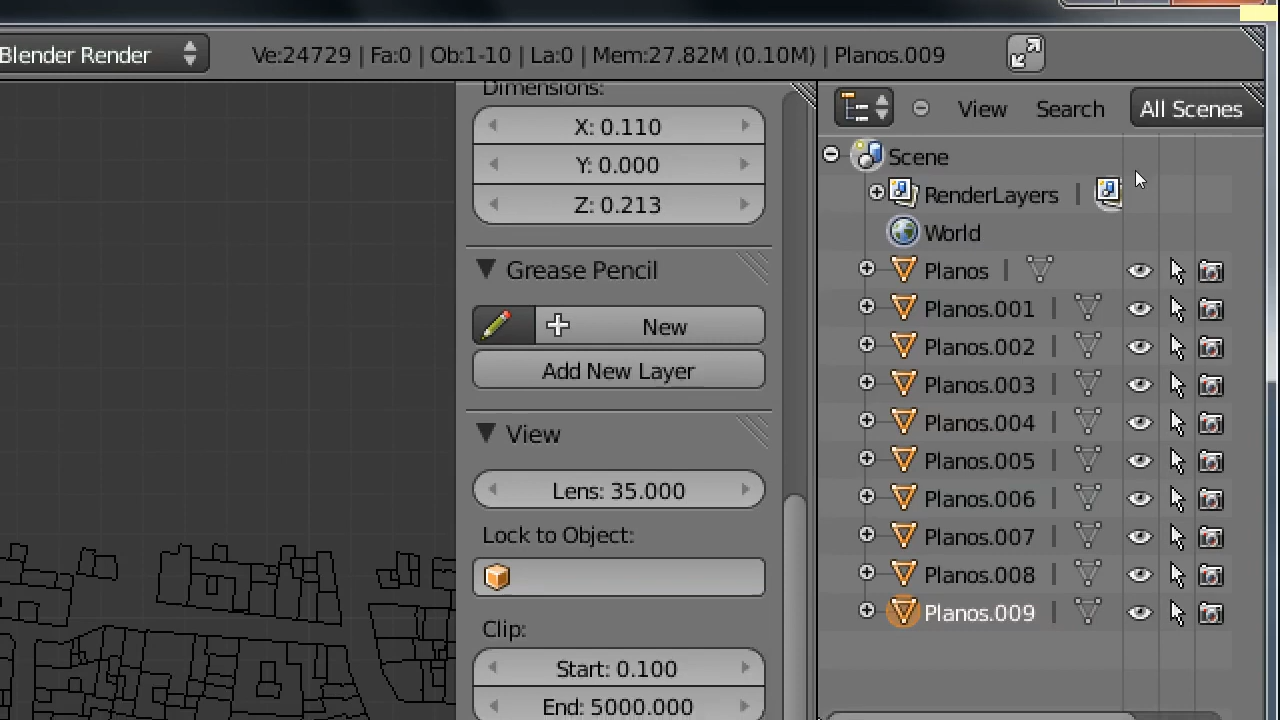 Blender Render
Ve:24729 | Fa:0 | Ob:1-10 | La:0 | Mem:27.82M (0.10M) | Planos.009
Dimensions:
X: 0.110
Y: 0.000
Z: 0.213
Grease Pencil
New
Add New Layer
View
Lens: 35.000
Lock to Object:
Clip:
Start: 0.100
End: 5000.000
View Search All Scenes
Scene
RenderLayers |
World
Planos |
Planos.001 |
Planos.002 |
Planos.003 |
Planos.004 |
Planos.005 |
Planos.006 |
Planos.007 |
Planos.008 |
Planos.009 |